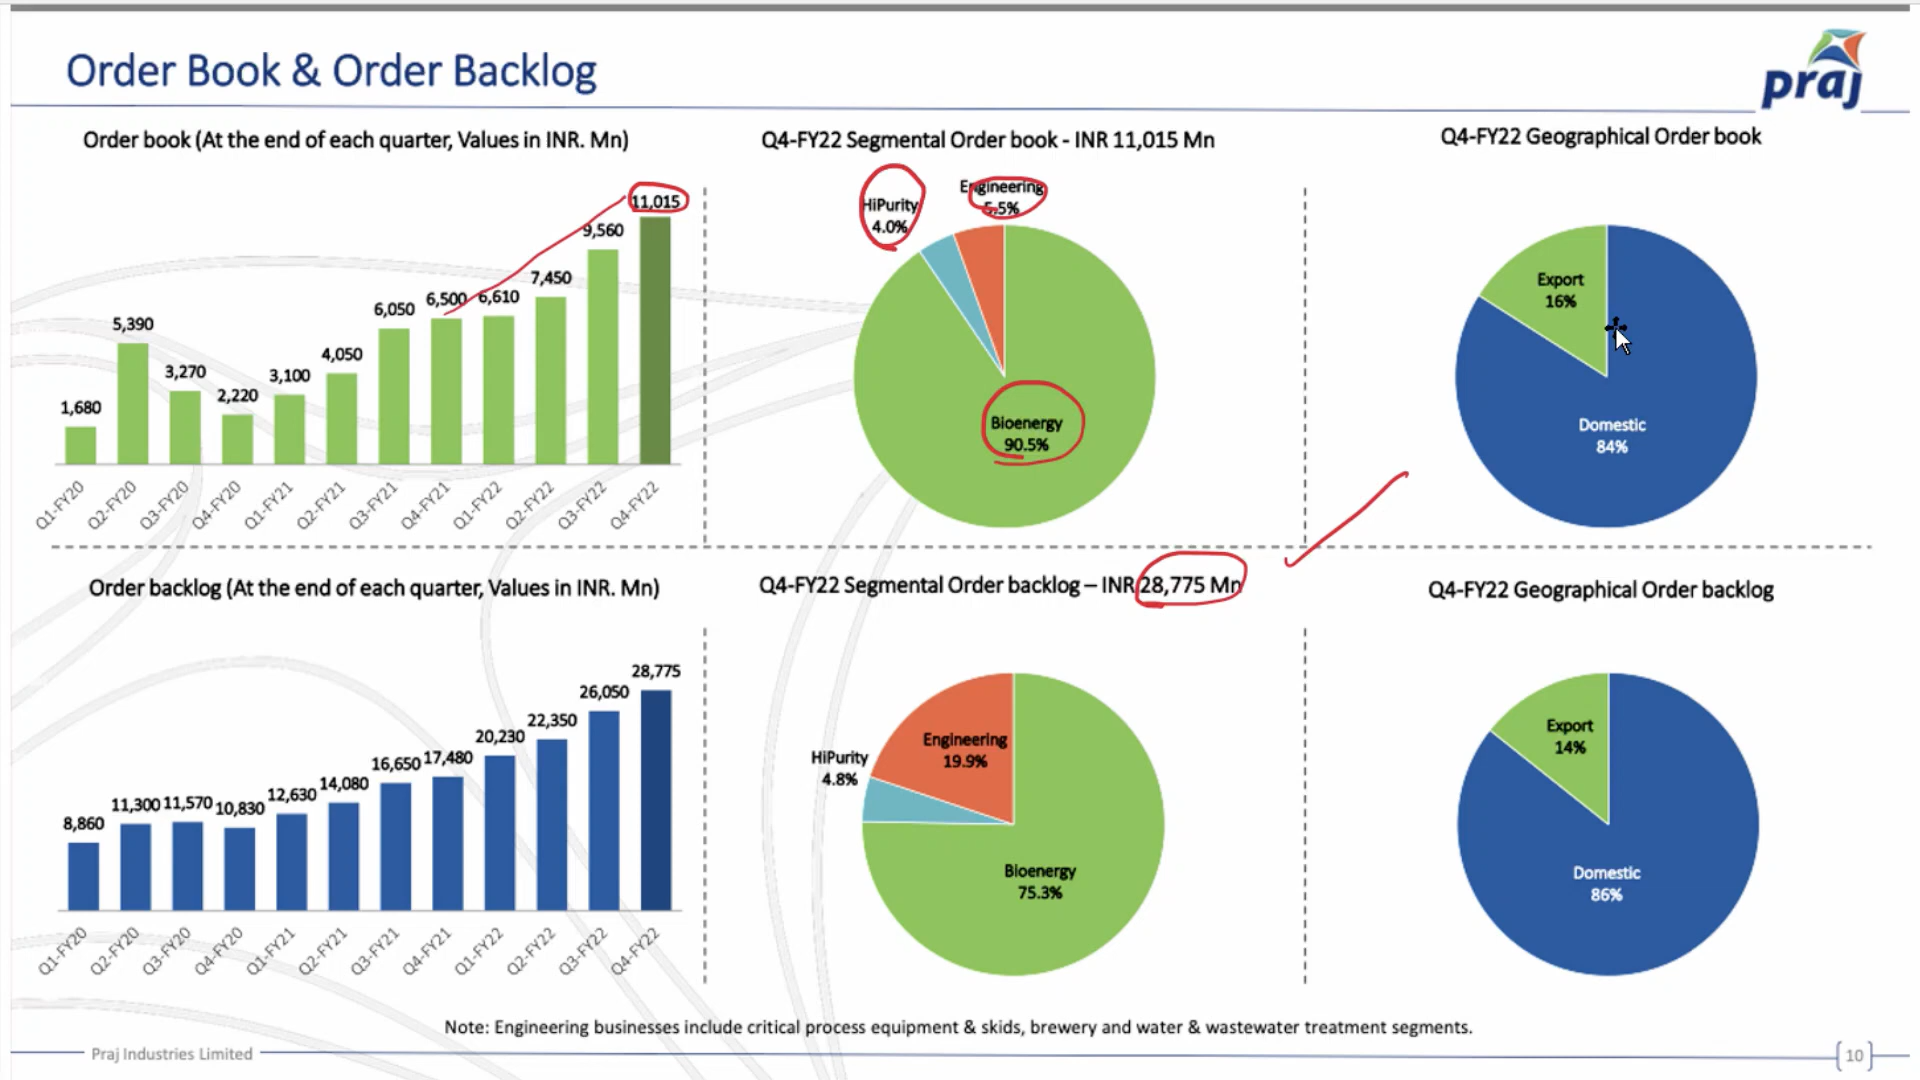 Order Book & Order Backlog
praj
Order book (At the end of each quarter, Values in INR. Mn)
1,680
5,390
3,270
2,220
3,100
4,050
6,050
6,500
6,610
7,450
9,560
11,015
Q1-FY20
Q2-FY20
Q3-FY20
Q4-FY20
Q1-FY21
Q2-FY21
Q3-FY21
Q4-FY21
Q1-FY22
Q2-FY22
Q3-FY22
Q4-FY22
Q4-FY22 Segmental Order book - INR 11,015 Mn
HiPurity
4.0%
Engineering
5.5%
Bioenergy
90.5%
Q4-FY22 Geographical Order book
Export
16%
Domestic
84%
Order backlog (At the end of each quarter, Values in INR. Mn)
8,860
11,300
11,570
10,830
12,630
14,080
16,650
17,480
20,230
22,350
26,050
28,775
Q1-FY20
Q2-FY20
Q3-FY20
Q4-FY20
Q1-FY21
Q2-FY21
Q3-FY21
Q4-FY21
Q1-FY22
Q2-FY22
Q3-FY22
Q4-FY22
Q4-FY22 Segmental Order backlog – INR 28,775 Mn
HiPurity
4.8%
Engineering
19.9%
Bioenergy
75.3%
Q4-FY22 Geographical Order backlog
Export
14%
Domestic
86%
Note: Engineering businesses include critical process equipment & skids, brewery and water & wastewater treatment segments.
Praj Industries Limited
10